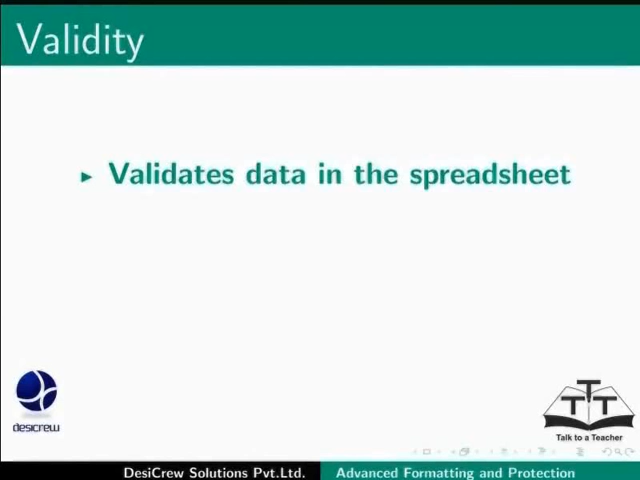 Validity
Validates data in the spreadsheet
desicrew
T T T
Talk to a Teacher
DesiCrew Solutions Pvt.Ltd.
Advanced Formatting and Protection